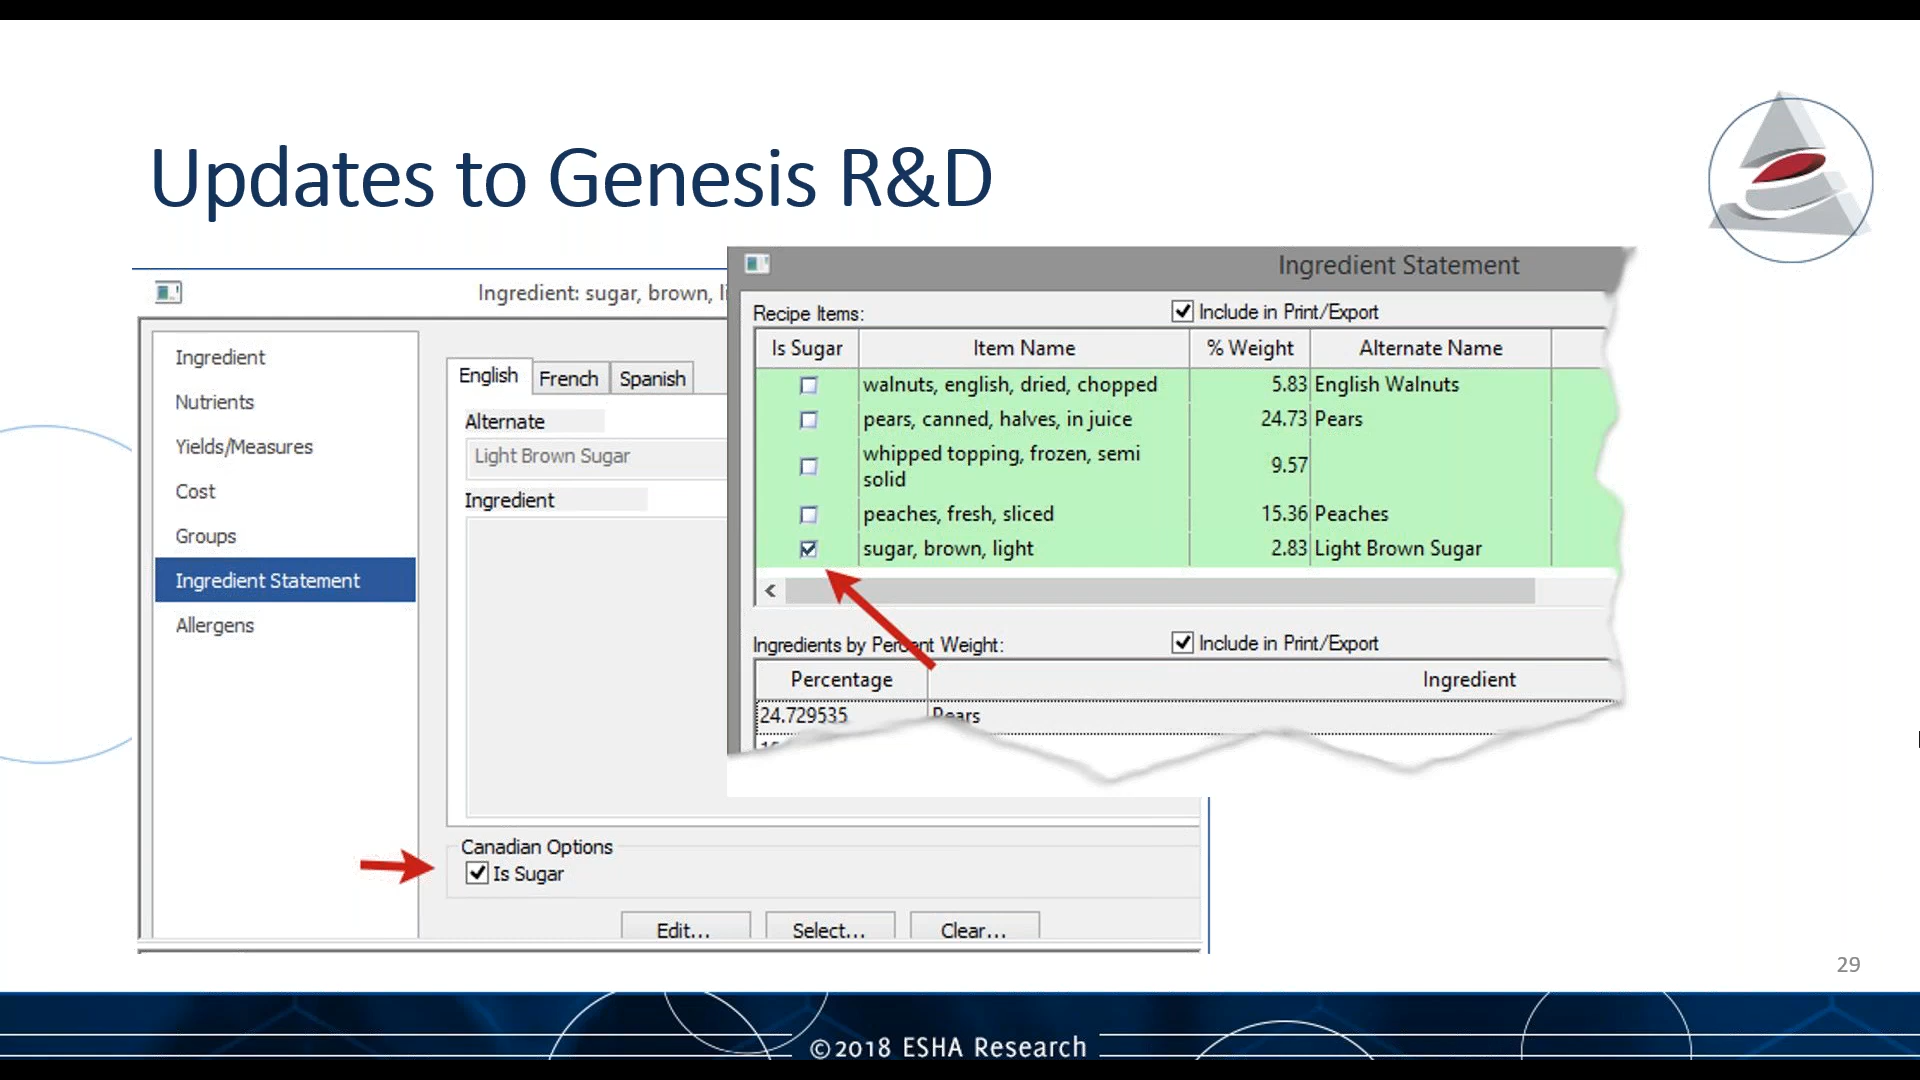 Updates to Genesis R&D
Ingredient: sugar, brown,
Ingredient
Nutrients
Yields/Measures
Cost
Groups
Ingredient Statement
Allergens
English French Spanish
Alternate
Light Brown Sugar
Ingredient
Canadian Options
Is Sugar
Edit... Select... Clear...
Ingredient Statement
Recipe Items: Include in Print/Export
Is Sugar Item Name % Weight Alternate Name
walnuts, english, dried, chopped 5.83 English Walnuts
pears, canned, halves, in juice 24.73 Pears
whipped topping, frozen, semi
solid 9.57
peaches, fresh, sliced 15.36 Peaches
sugar, brown, light 2.83 Light Brown Sugar
Ingredients by Percent Weight: Include in Print/Export
Percentage Ingredient
24.729535 Pears
29
©2018 ESHA Research